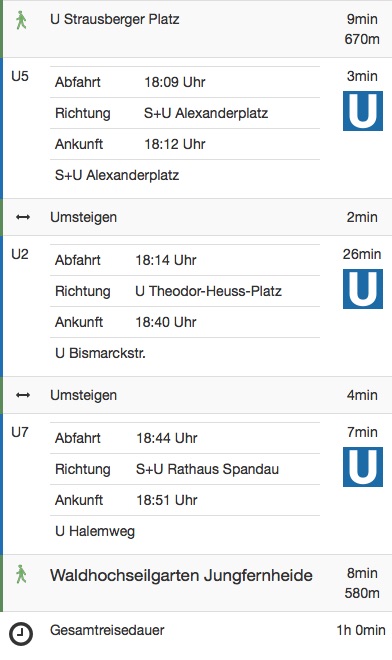 U Strausberger Platz 9min
670m
U5 3min
Abfahrt 18:09 Uhr
U
Richtung S+U Alexanderplatz
Ankunft 18:12 Uhr
S+U Alexanderplatz
Umsteigen 2min
U2 26min
Abfahrt 18:14 Uhr
U
Richtung U Theodor-Heuss-Platz
Ankunft 18:40 Uhr
U Bismarckstr.
Umsteigen 4min
U7 7min
Abfahrt 18:44 Uhr
U
Richtung S+U Rathaus Spandau
Ankunft 18:51 Uhr
U Halemweg
Waldhochseilgarten Jungfernheide 8min
580m
Gesamtreisedauer 1h 0min